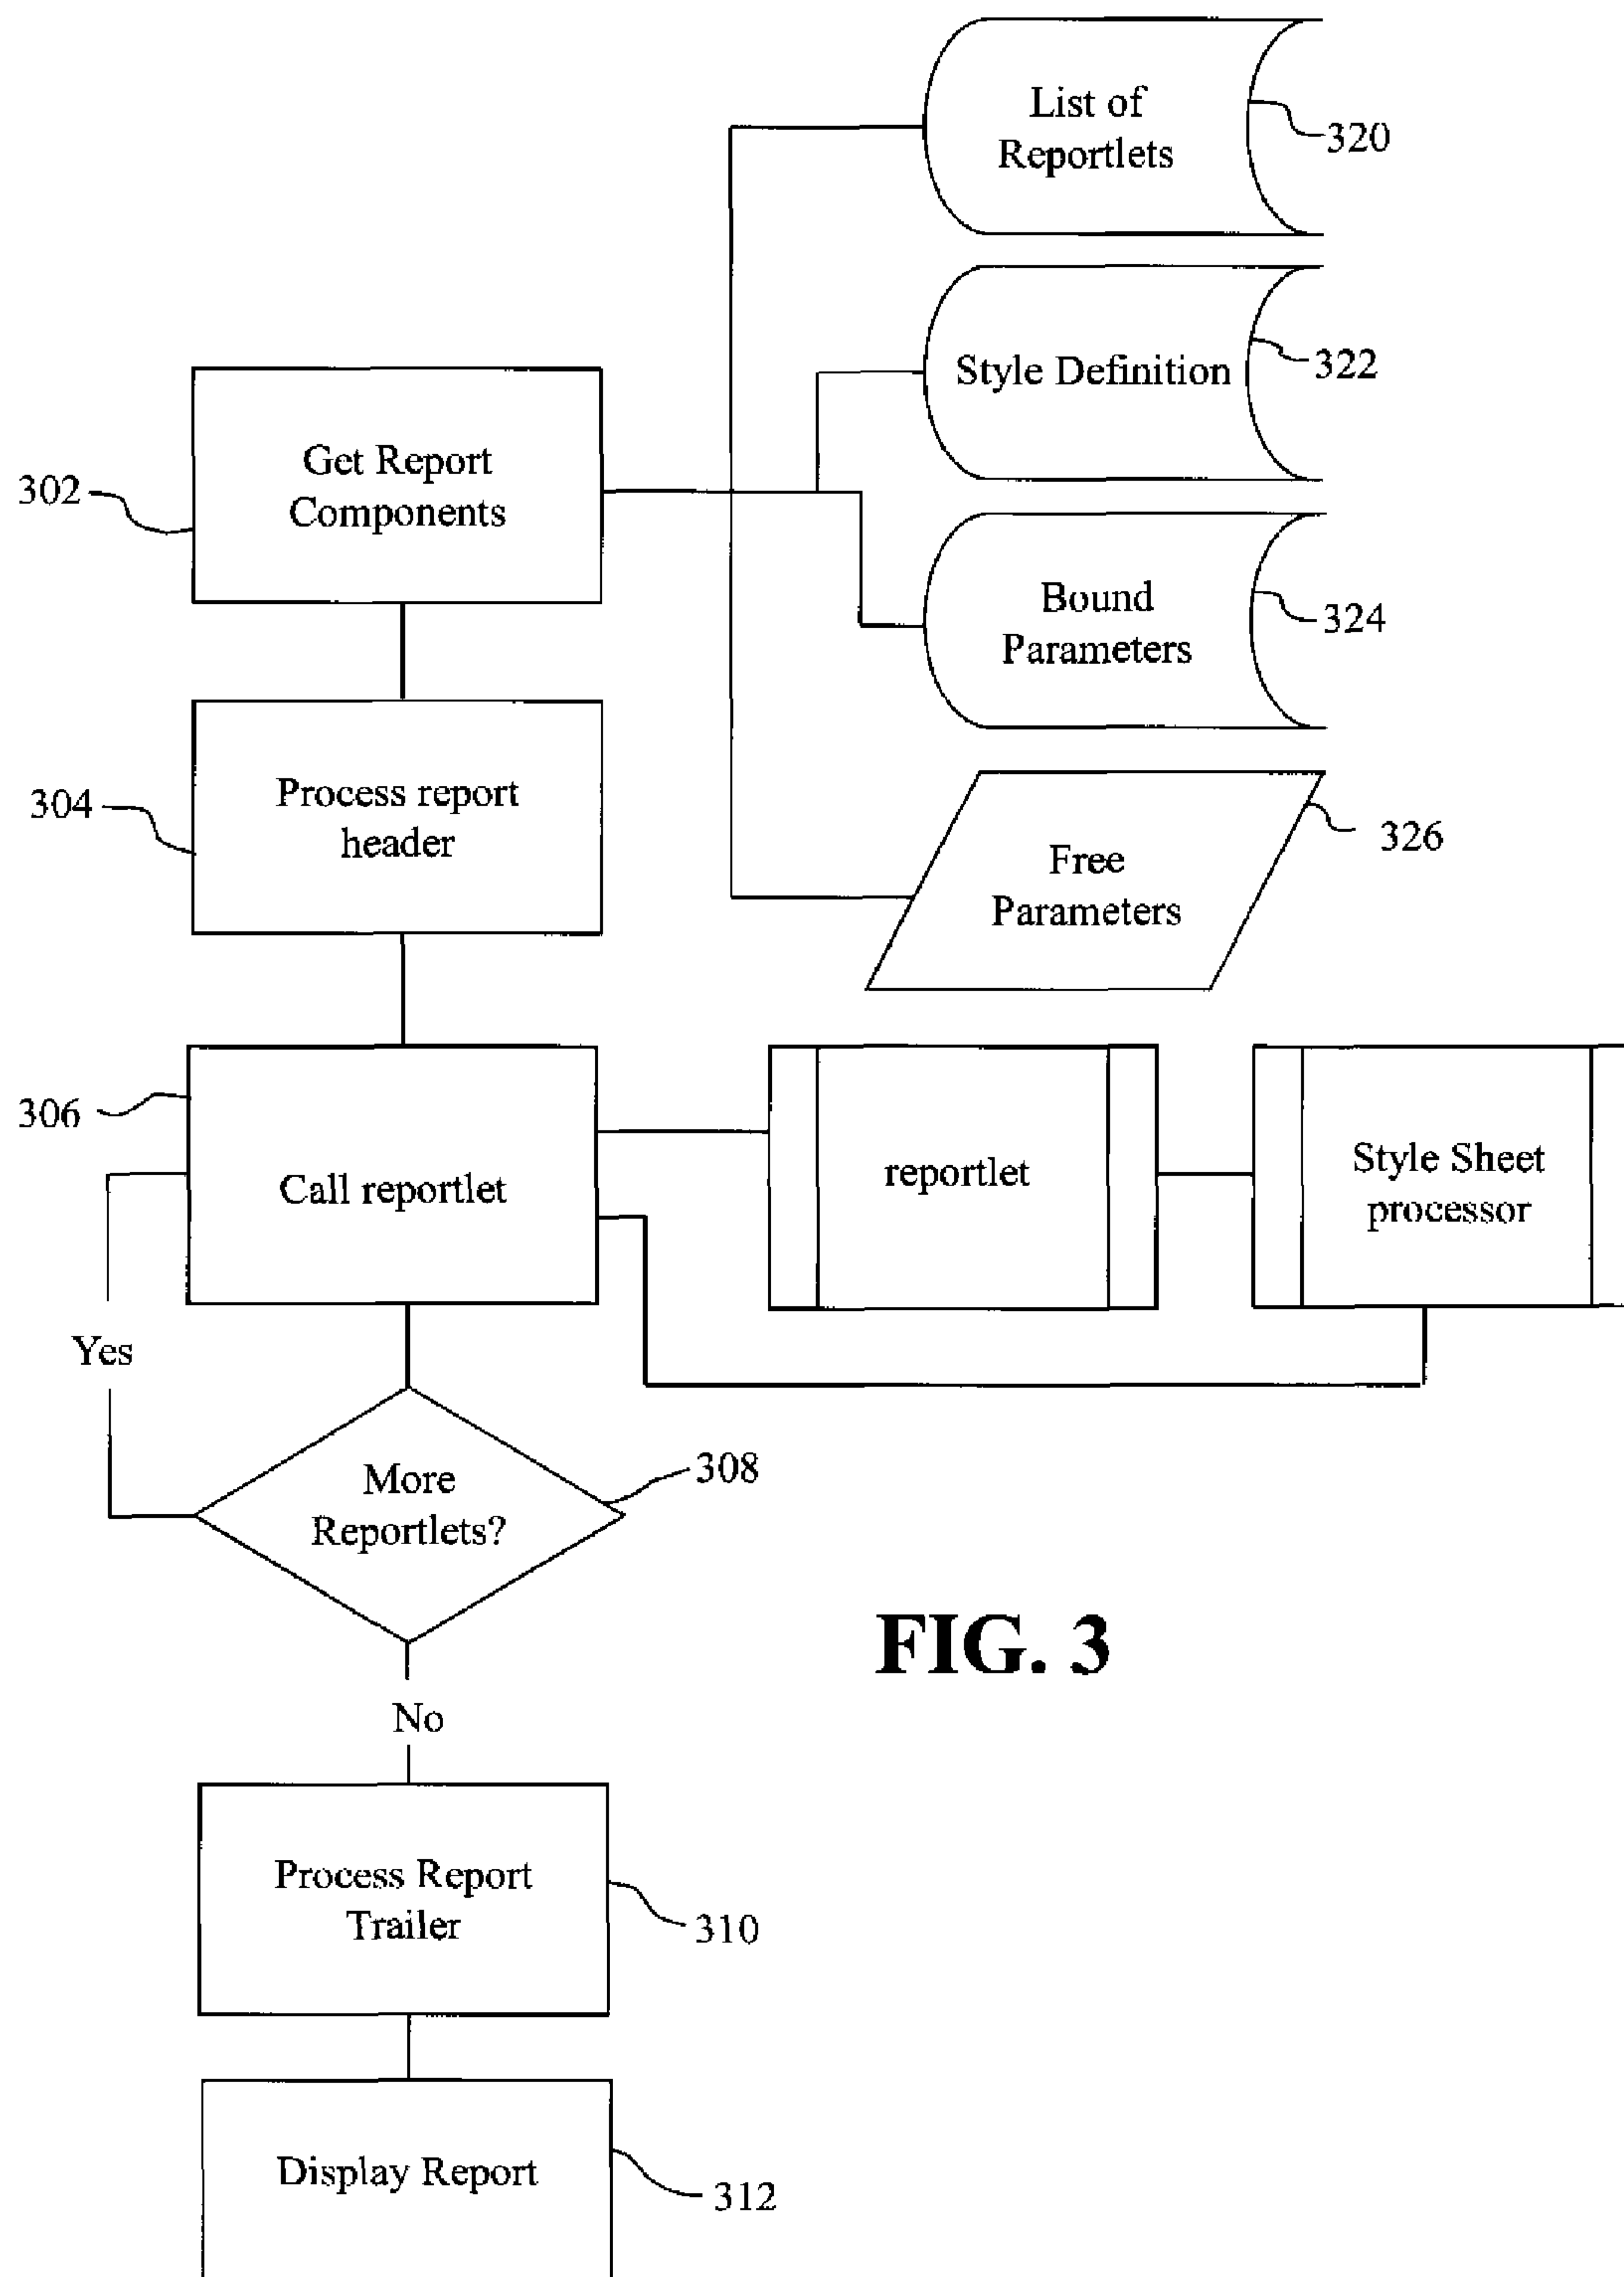 List of
Reportlets
320
Style Definition
322
Get Report
Components
302
Bound
Parameters
324
Process report
header
304
Free
Parameters
326
306
Call reportlet
reportlet
Style Sheet
processor
Yes
More
Reportlets?
308
FIG. 3
No
Process Report
Trailer
310
Display Report
312